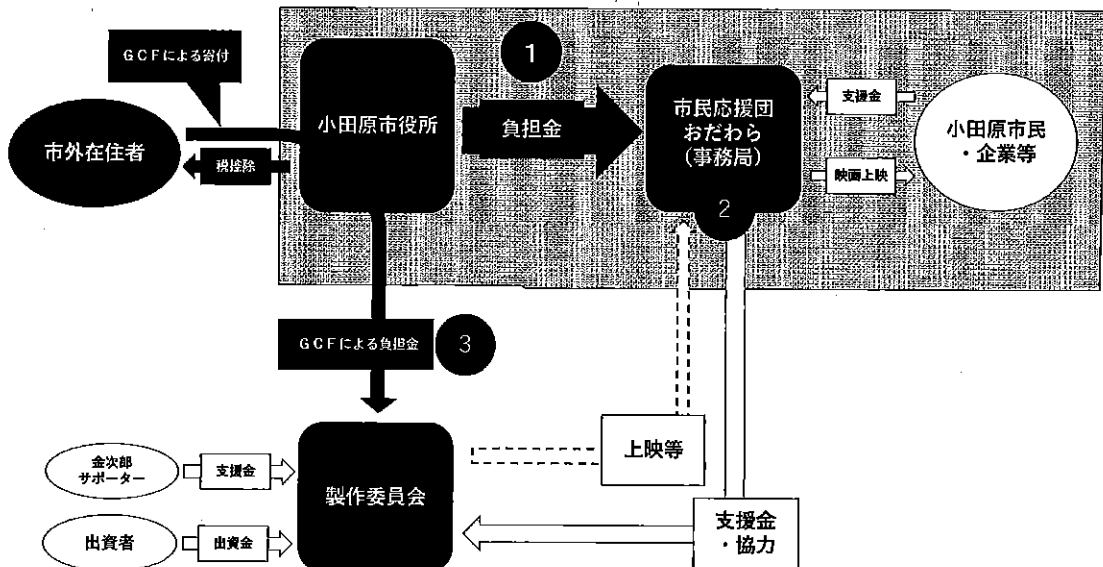 GCFによる寄付
1
小田原市役所
負担金
市民応援団
おだわら
(事務局)
支援金
小田原市民
・企業等
市外在住者
税控除
映画上映
2
GCFによる負担金
3
上映等
金次郎
サポーター
支援金
製作委員会
出資者
出資金
支援金
・協力